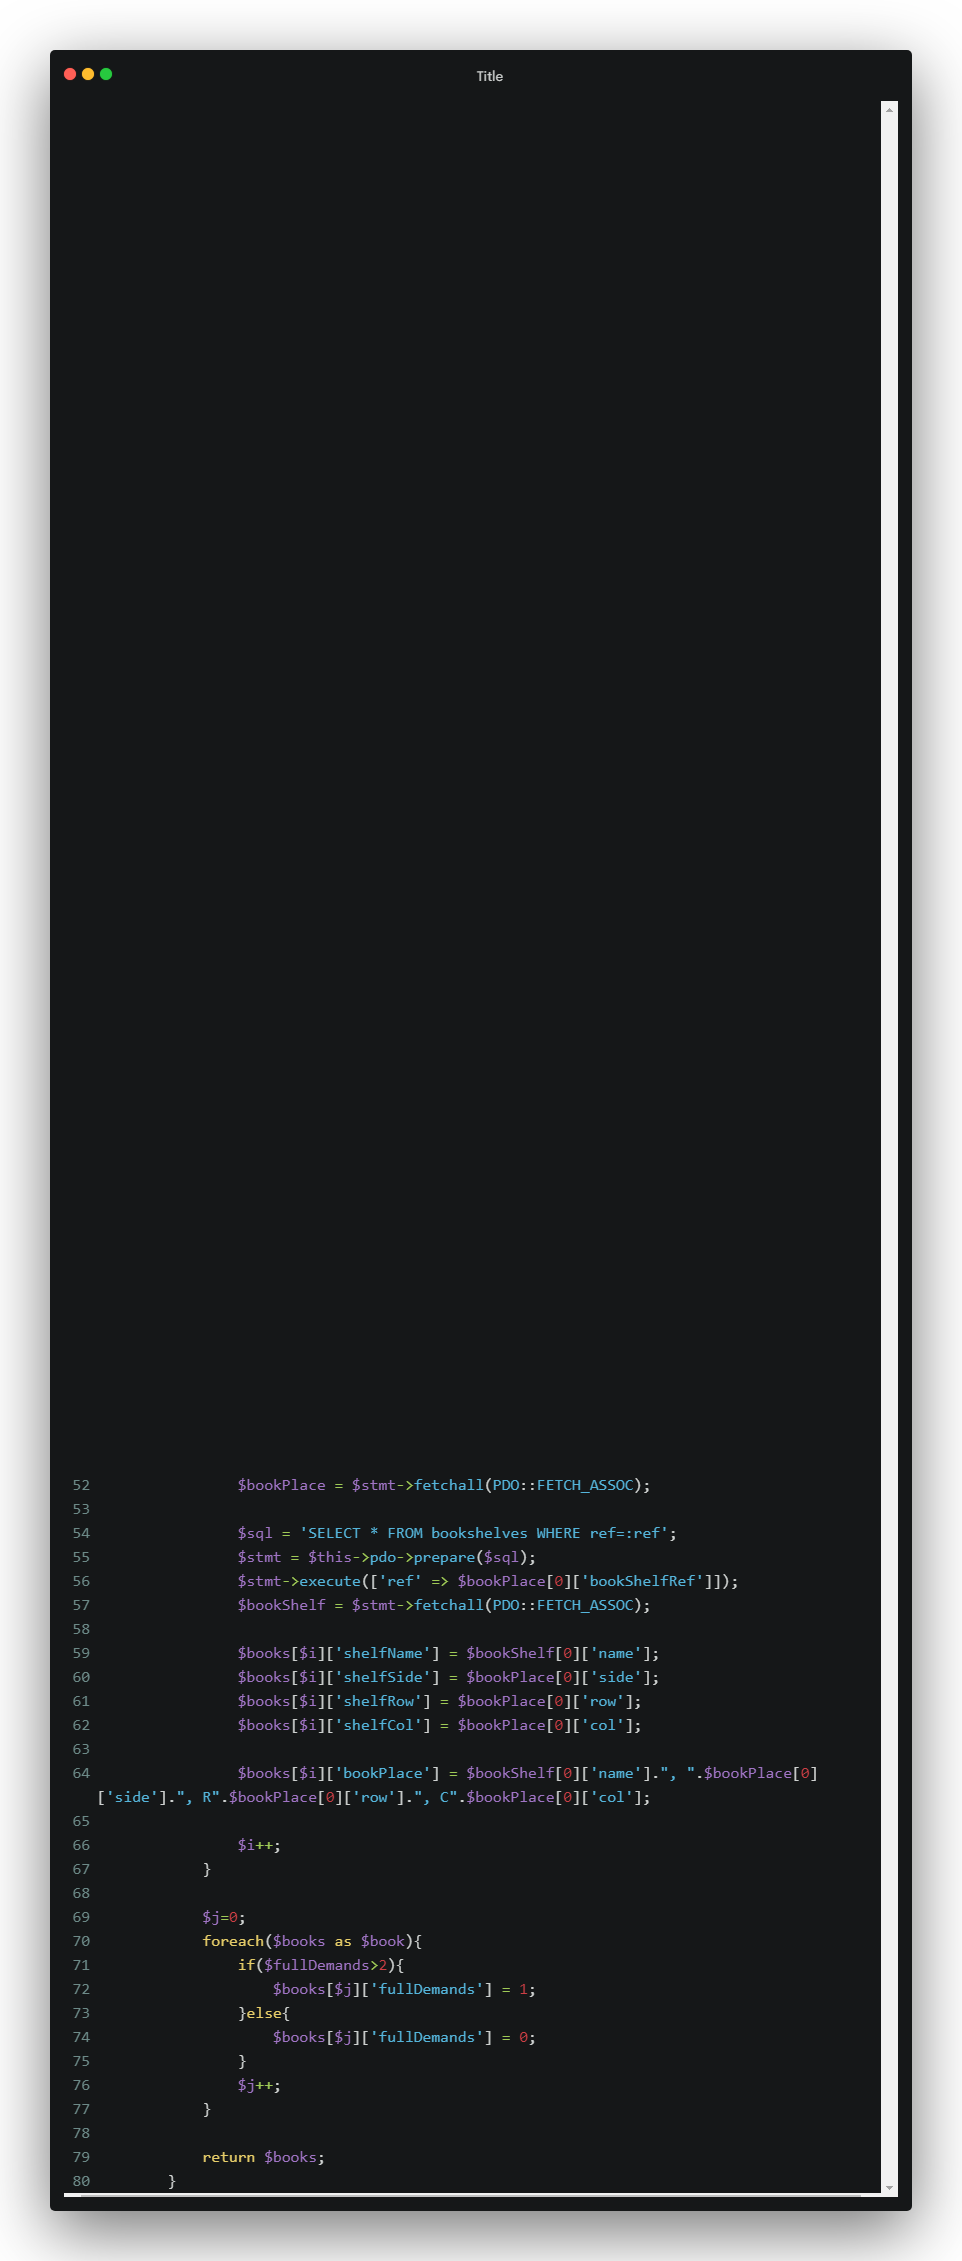 Title
52 $bookPlace = $stmt->fetchall(PDO::FETCH_ASSOC);
53
54 $sql = 'SELECT * FROM bookshelves WHERE ref=:ref';
55 $stmt = $this->pdo->prepare($sql);
56 $stmt->execute(['ref' => $bookPlace[0]['bookShelfRef']]);
57 $bookShelf = $stmt->fetchall(PDO::FETCH_ASSOC);
58
59 $books[$i]['shelfName'] = $bookShelf[0]['name'];
60 $books[$i]['shelfSide'] = $bookPlace[0]['side'];
61 $books[$i]['shelfRow'] = $bookPlace[0]['row'];
62 $books[$i]['shelfCol'] = $bookPlace[0]['col'];
63
64 $books[$i]['bookPlace'] = $bookShelf[0]['name'].", ".$bookPlace[0]
['side'].", R".$bookPlace[0]['row'].", C".$bookPlace[0]['col'];
65
66 $i++;
67 }
68
69 $j=0;
70 foreach($books as $book){
71 if($fullDemands>2){
72 $books[$j]['fullDemands'] = 1;
73 }else{
74 $books[$j]['fullDemands'] = 0;
75 }
76 $j++;
77 }
78
79 return $books;
80 }